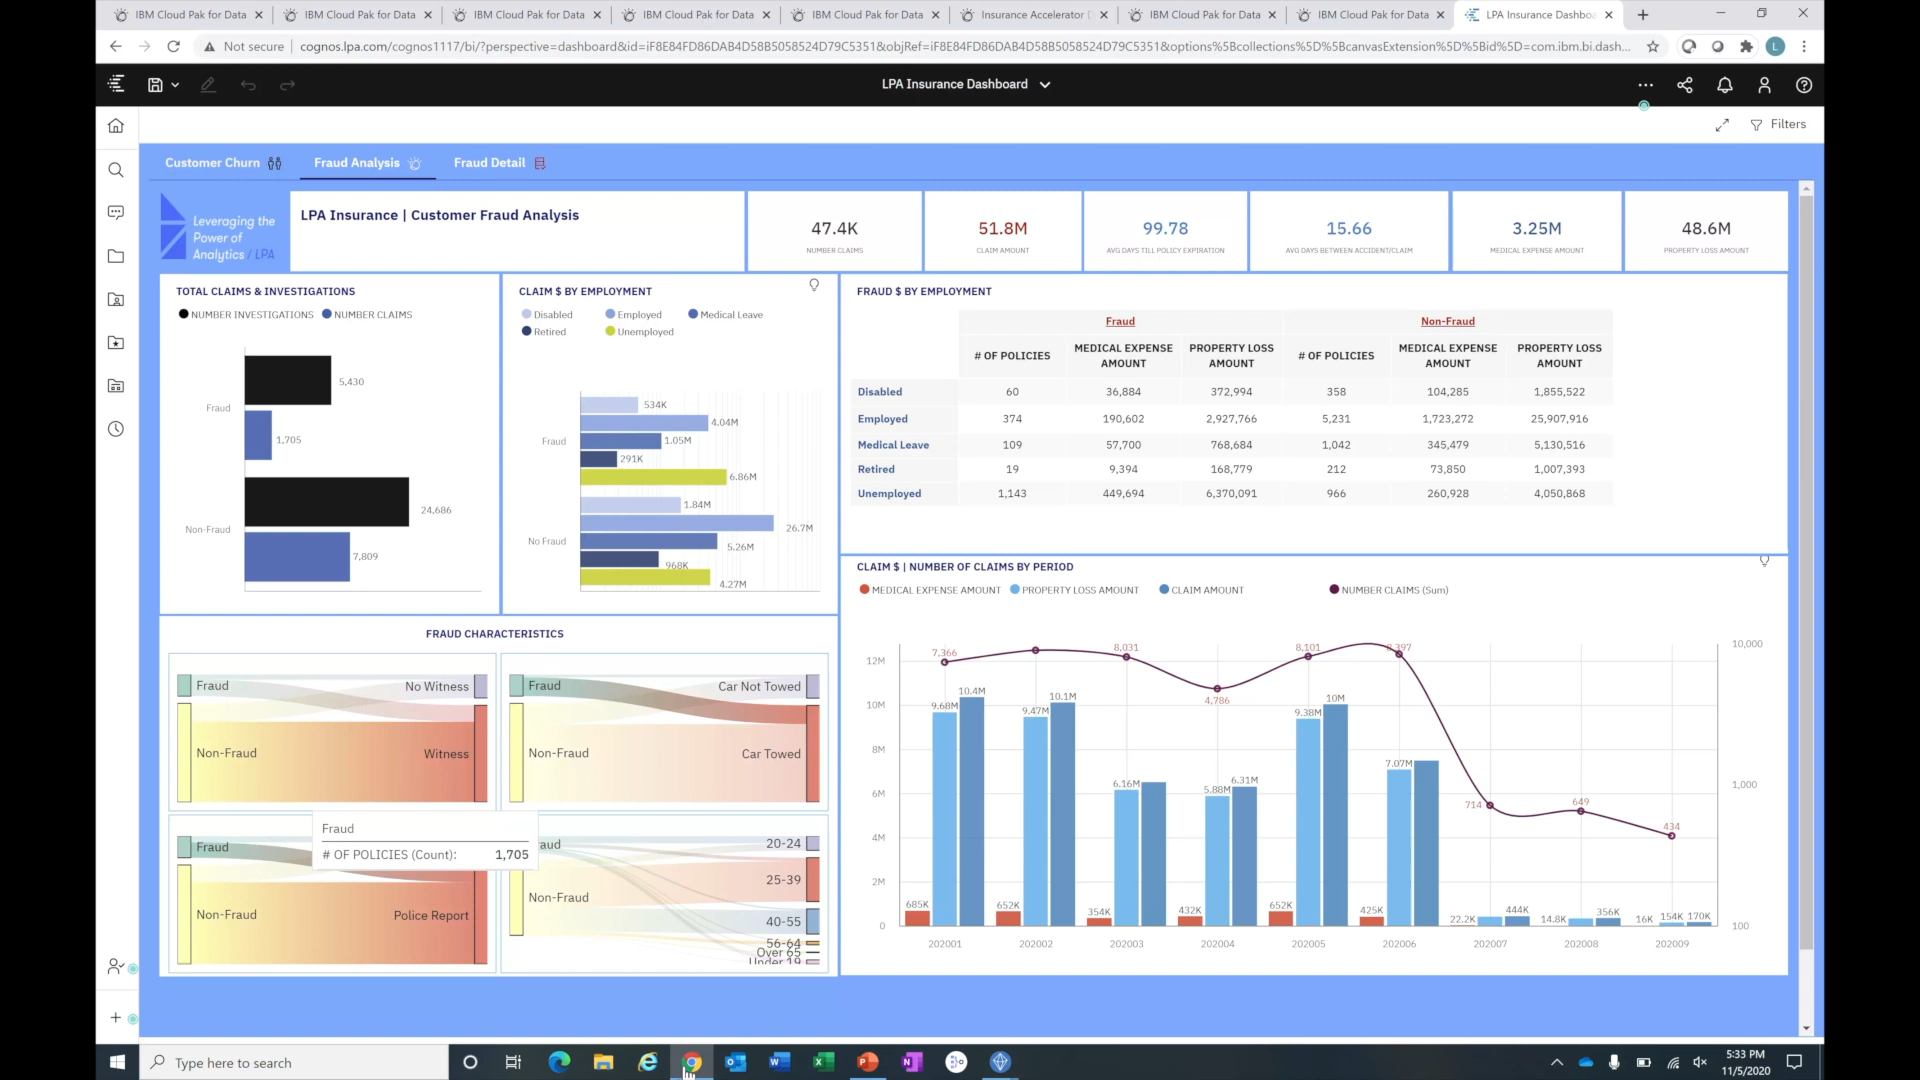 IBM Cloud Pak for Data
IBM Cloud Pak for Data
IBM Cloud Pak for Data
IBM Cloud Pak for Data
IBM Cloud Pak for Data
Insurance Accelerator
IBM Cloud Pak for Data
IBM Cloud Pak for Data
LPA Insurance Dashbo
Not secure
cognos.lpa.com/cognos1117/bi/?perspective=dashboard&id=iF8E84FD86DAB4D58B5058524D79C5351&objRef=iF8E84FD86DAB4D58B5058524D79C5351&options%5Bcollections%5D%5BcanvasExtension%5D%5Bid%5D=com.ibm.bi.dash...
L
LPA Insurance Dashboard
Filters
Customer Churn
Fraud Analysis
Fraud Detail
Leveraging the
Power of
Analytics / LPA
LPA Insurance | Customer Fraud Analysis
47.4K
NUMBER CLAIMS
51.8M
CLAIM AMOUNT
99.78
AVG DAYS TILL POLICY EXPIRATION
15.66
AVG DAYS BETWEEN ACCIDENT/CLAIM
3.25M
MEDICAL EXPENSE AMOUNT
48.6M
PROPERTY LOSS AMOUNT
TOTAL CLAIMS & INVESTIGATIONS
NUMBER INVESTIGATIONS NUMBER CLAIMS
Fraud
5,430
1,705
Non-Fraud
24,686
7,809
CLAIM $ BY EMPLOYMENT
Disabled Employed Medical Leave
Retired Unemployed
Fraud
534K
4.04M
1.05M
291K
6.86M
No Fraud
1.84M
26.7M
5.26M
968K
4.27M
FRAUD $ BY EMPLOYMENT
Fraud Non-Fraud
# OF POLICIES MEDICAL EXPENSE AMOUNT PROPERTY LOSS AMOUNT # OF POLICIES MEDICAL EXPENSE AMOUNT PROPERTY LOSS AMOUNT
Disabled 60 36,884 372,994 358 104,285 1,855,522
Employed 374 190,602 2,927,766 5,231 1,723,272 25,907,916
Medical Leave 109 57,700 768,684 1,042 345,479 5,130,516
Retired 19 9,394 168,779 212 73,850 1,007,393
Unemployed 1,143 449,694 6,370,091 966 260,928 4,050,868
FRAUD CHARACTERISTICS
Fraud No Witness
Non-Fraud Witness
Fraud Car Not Towed
Non-Fraud Car Towed
Fraud
Non-Fraud Police Report
Fraud
# OF POLICIES (Count): 1,705
aud
Non-Fraud
20-24
25-39
40-55
56-64
Over 65
Under 19
CLAIM $ | NUMBER OF CLAIMS BY PERIOD
MEDICAL EXPENSE AMOUNT PROPERTY LOSS AMOUNT CLAIM AMOUNT NUMBER CLAIMS (Sum)
12M
10M
8M
6M
4M
2M
0
10,000
1,000
100
7,366
8,031
4,786
8,101
8,397
714
649
434
685K 9.68M 10.4M
652K 9.47M 10.1M
354K 6.16M
432K 5.88M 6.31M
652K 9.38M 10M
425K 7.07M
22.2K 444K
14.8K 356K
16K 154K 170K
202001 202002 202003 202004 202005 202006 202007 202008 202009
Type here to search
5:33 PM
11/5/2020